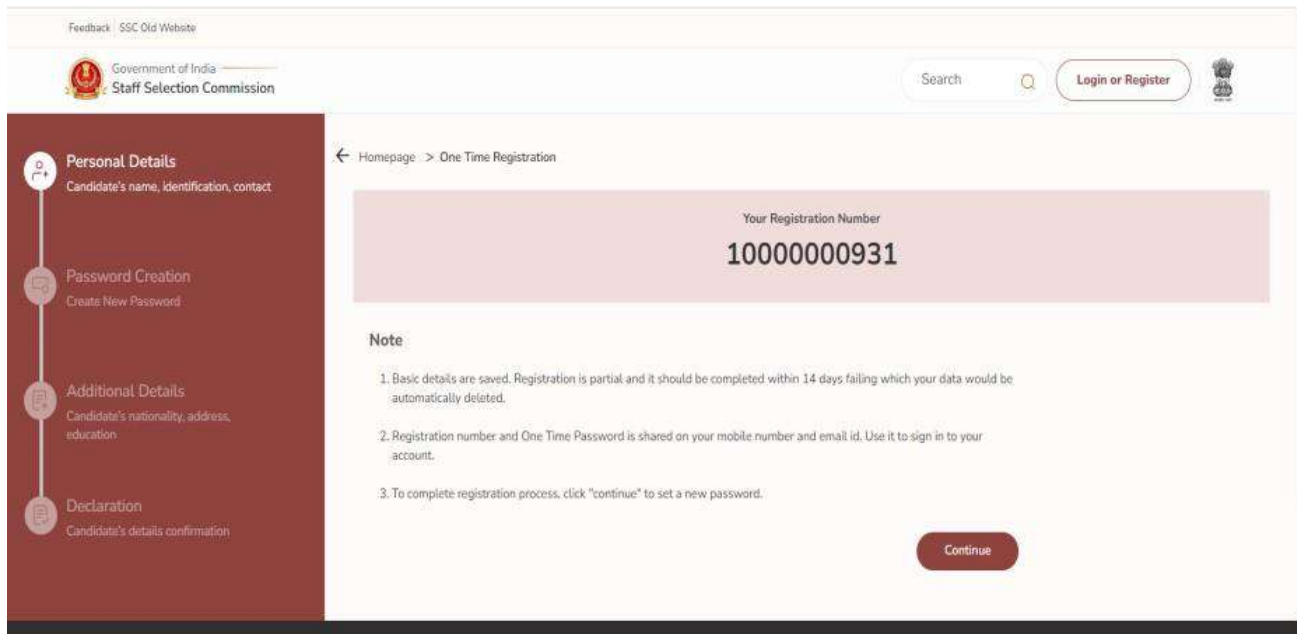 Feedback SSC Old Website
Government of India
Staff Selection Commission
Search
Login or Register
Personal Details
Candidate's name, identification, contact
Password Creation
Create New Password
Additional Details
Candidate's nationality, address,
education
Declaration
Candidate's details confirmation
Homepage > One Time Registration
Your Registration Number
10000000931
Note
1. Basic details are saved. Registration is partial and it should be completed within 14 days failing which your data would be
automatically deleted.
2. Registration number and One Time Password is shared on your mobile number and email id. Use it to sign in to your
account.
3. To complete registration process, click "continue" to set a new password.
Continue